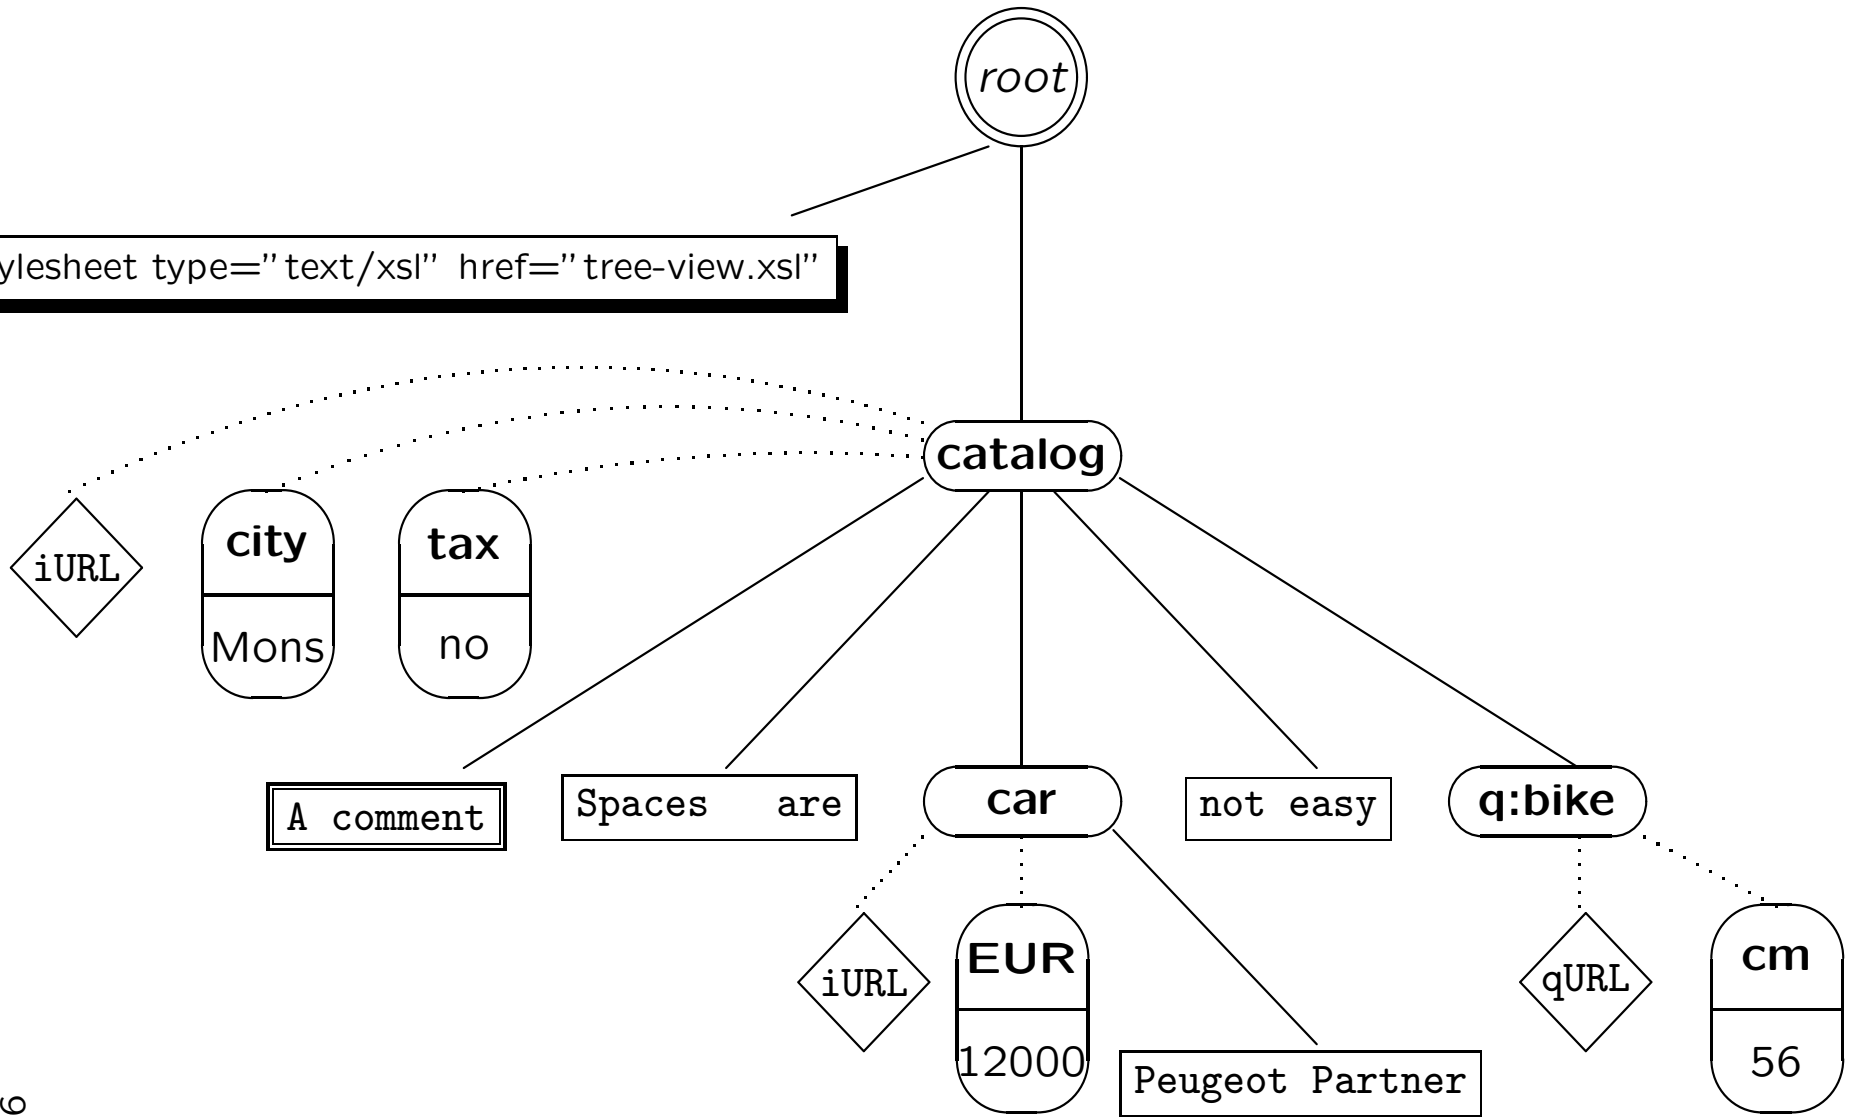 root
ylesheet type=”text/xsl” href=”tree-view.xsl”
catalog
iURL
city
Mons
tax
no
A comment
Spaces   are
car
not easy
q:bike
iURL
EUR
12000
Peugeot Partner
qURL
cm
56
6